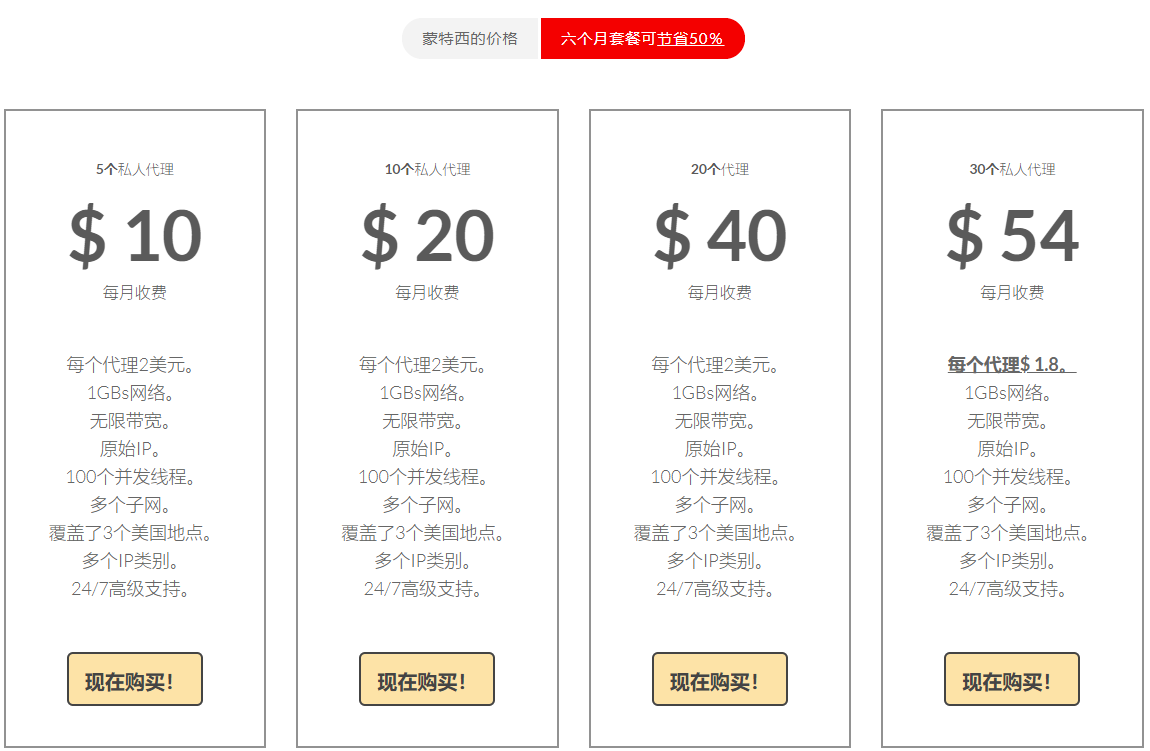 蒙特西的价格
六个月套餐可节省50％
5个私人代理
$ 10
每月收费
每个代理2美元。
1GBs网络。
无限带宽。
原始IP。
100个并发线程。
多个子网。
覆盖了3个美国地点。
多个IP类别。
24/7高级支持。
现在购买！
10个私人代理
$ 20
每月收费
每个代理2美元。
1GBs网络。
无限带宽。
原始IP。
100个并发线程。
多个子网。
覆盖了3个美国地点。
多个IP类别。
24/7高级支持。
现在购买！
20个代理
$ 40
每月收费
每个代理2美元。
1GBs网络。
无限带宽。
原始IP。
100个并发线程。
多个子网。
覆盖了3个美国地点。
多个IP类别。
24/7高级支持。
现在购买！
30个私人代理
$ 54
每月收费
每个代理$ 1.8。
1GBs网络。
无限带宽。
原始IP。
100个并发线程。
多个子网。
覆盖了3个美国地点。
多个IP类别。
24/7高级支持。
现在购买！